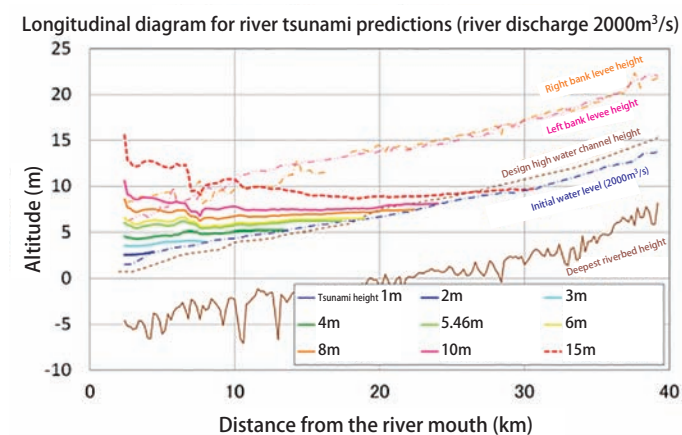 Longitudinal diagram for river tsunami predictions (river discharge 2000m³/s)
25
20
15
10
5
0
-5
-10
Altitude (m)
Right bank levee height
Left bank levee height
Design high water channel height
Initial water level (2000m³/s)
Deepest riverbed height
Tsunami height 1m 2m 3m
4m 5.46m 6m
8m 10m 15m
0 10 20 30 40
Distance from the river mouth (km)